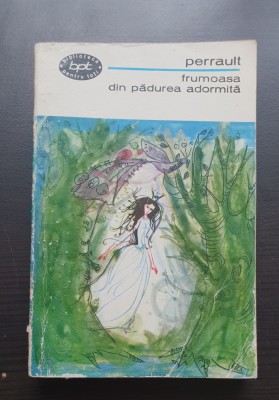 biblioteca
bpt
pentru toți
perrault
frumoasa
din pădurea adormită